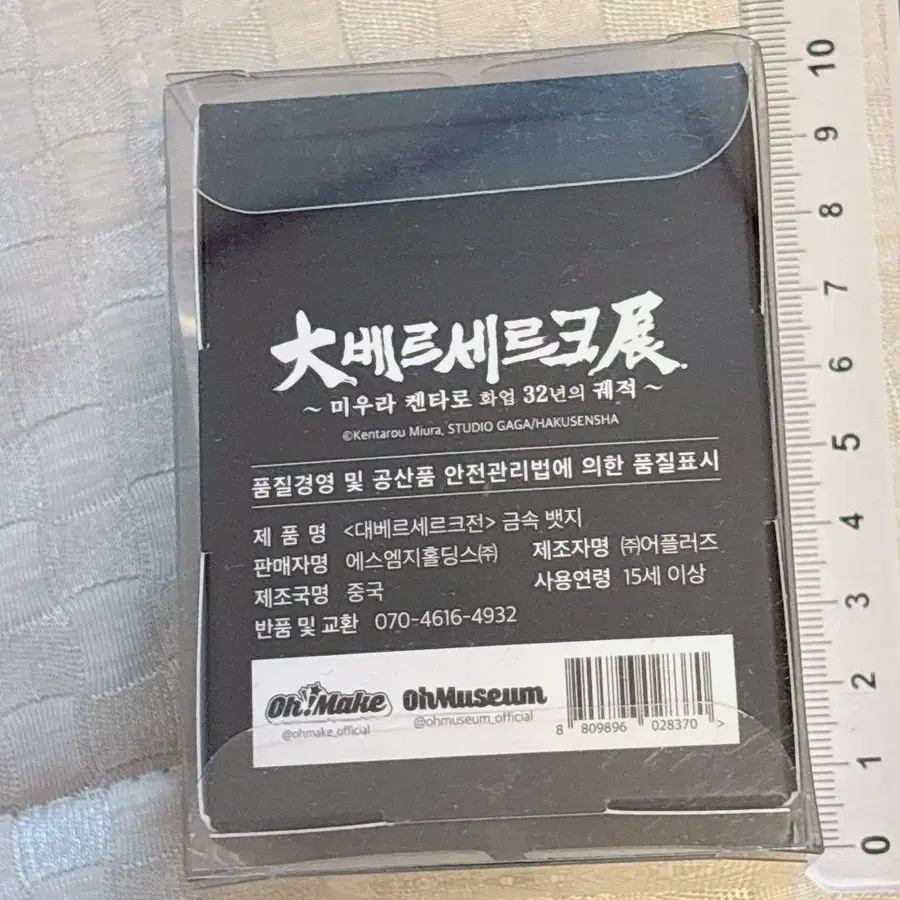 大베르세르크展
~ 미우라 켄타로 화업 32년의 궤적 ~
©Kentarou Miura, STUDIO GAGA/HAKUSENSHA
품질경영 및 공산품 안전관리법에 의한 품질표시
제 품 명 <대베르세르크전> 금속 뱃지
판매자명 에스엠지홀딩스㈜ 제조자명 ㈜어플러즈
제조국명 중국 사용연령 15세 이상
반품 및 교환 070-4616-4932
Oh!Make OhMuseum
@ohmake_official @ohmuseum_official
8 809896 028370 >
10
9
8
7
6
5
4
3
2
1
0